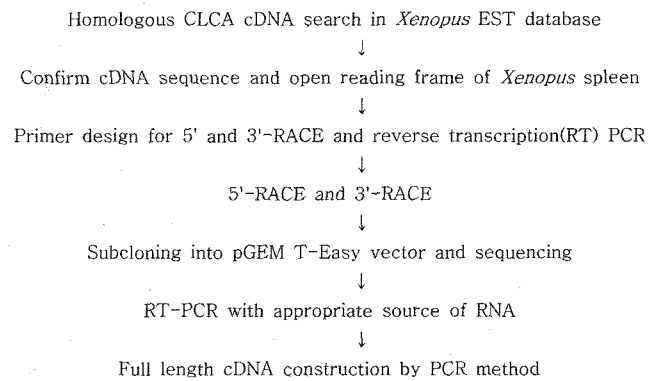 Homologous CLCA cDNA search in Xenopus EST database
↓
Confirm cDNA sequence and open reading frame of Xenopus spleen
↓
Primer design for 5' and 3'-RACE and reverse transcription(RT) PCR
↓
5'-RACE and 3'-RACE
↓
Subcloning into pGEM T-Easy vector and sequencing
↓
RT-PCR with appropriate source of RNA
↓
Full length cDNA construction by PCR method